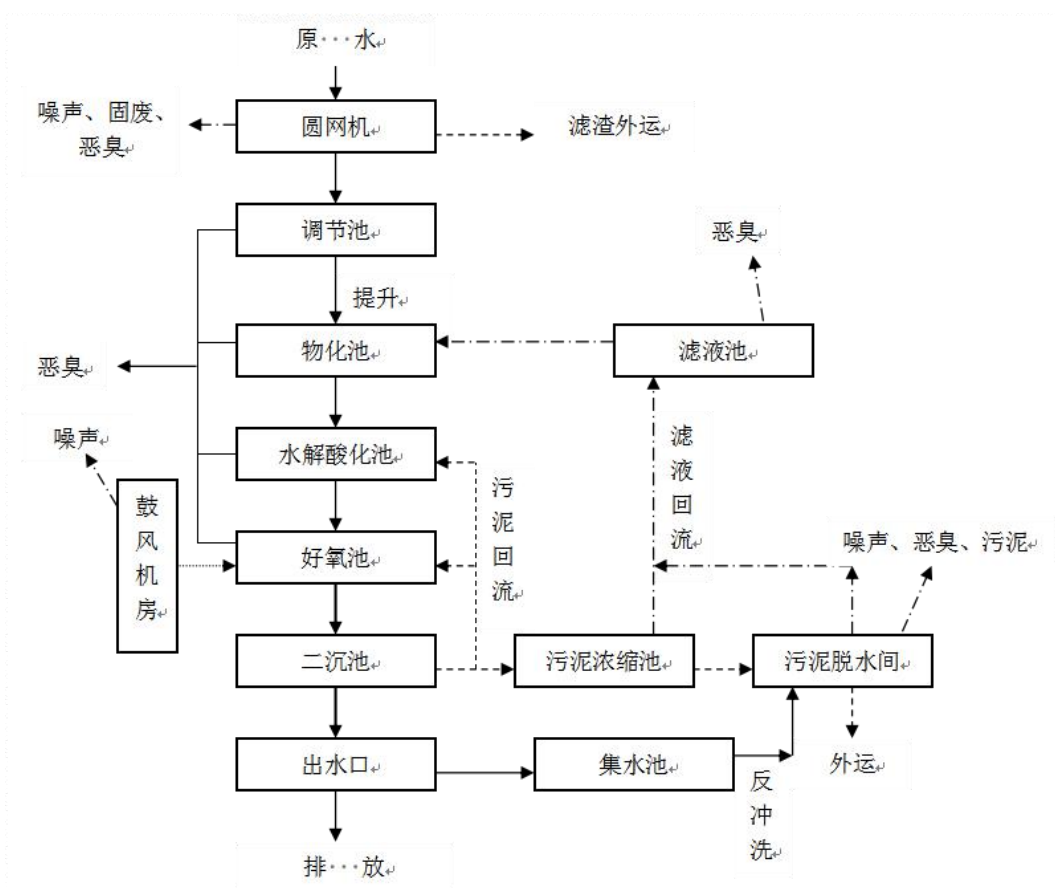 原···水↵
噪声、固废、
恶臭↵
圆网机↵
滤渣外运↵
调节池↵
恶臭↵
提升↵
物化池↵
滤液池↵
恶臭↵
噪声↵
水解酸化池↵
污泥回流↵
滤液回流↵
鼓风机房↵
好氧池↵
噪声、恶臭、污泥↵
二沉池↵
污泥浓缩池↵
污泥脱水间↵
出水口↵
集水池↵
反冲洗↵
外运↵
排···放↵